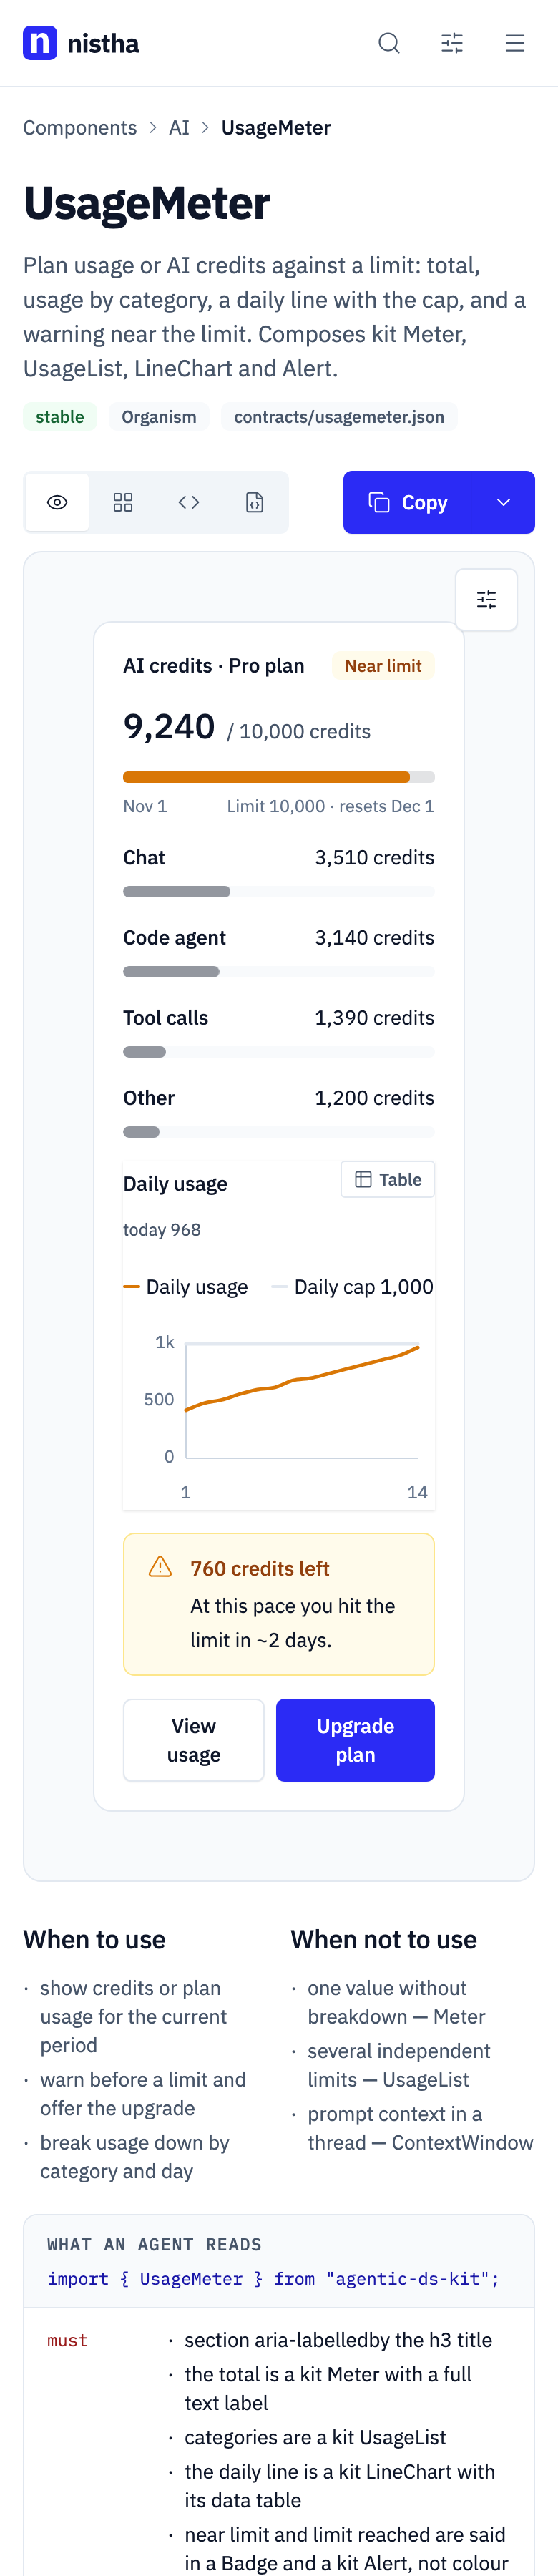 n nistha
Components > AI > UsageMeter
UsageMeter
Plan usage or AI credits against a limit: total,
usage by category, a daily line with the cap, and a
warning near the limit. Composes kit Meter,
UsageList, LineChart and Alert.
stable Organism contracts/usagemeter.json
Copy
AI credits · Pro plan Near limit
9,240 / 10,000 credits
Nov 1 Limit 10,000 · resets Dec 1
Chat 3,510 credits
Code agent 3,140 credits
Tool calls 1,390 credits
Other 1,200 credits
Daily usage Table
today 968
Daily usage Daily cap 1,000
1k
500
0
1 14
760 credits left
At this pace you hit the
limit in ~2 days.
View
usage
Upgrade
plan
When to use
· show credits or plan
usage for the current
period
· warn before a limit and
offer the upgrade
· break usage down by
category and day
When not to use
· one value without
breakdown — Meter
· several independent
limits — UsageList
· prompt context in a
thread — ContextWindow
WHAT AN AGENT READS
import { UsageMeter } from "agentic-ds-kit";
must · section aria-labelledby the h3 title
· the total is a kit Meter with a full
text label
· categories are a kit UsageList
· the daily line is a kit LineChart with
its data table
· near limit and limit reached are said
in a Badge and a kit Alert, not colour